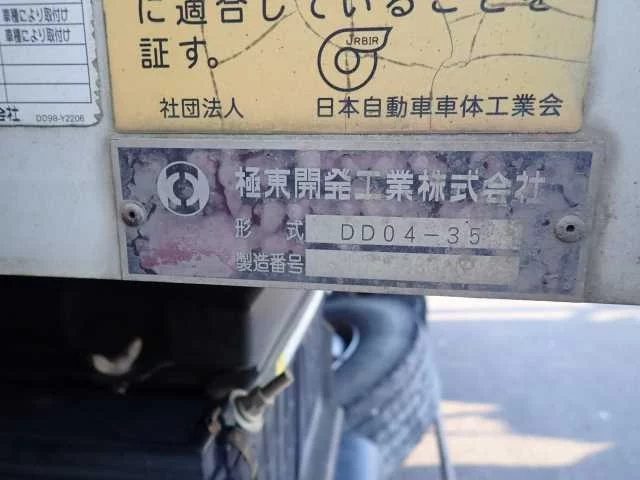 に適合していることを
証す。
JRBIR
社団法人 日本自動車車体工業会
車種により取付け
車種により取付け
会社
DD98-Y2206
極東開発工業株式会社
形式 DD04-35
製造番号